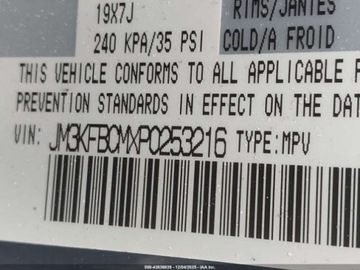 19X7J RIMS/JANTES
240 KPA/35 PSI COLD/A FROID
THIS VEHICLE CONFORMS TO ALL APPLICABLE F
PREVENTION STANDARDS IN EFFECT ON THE DAT
VIN: JM3KFBCMXP0253216 TYPE:MPV